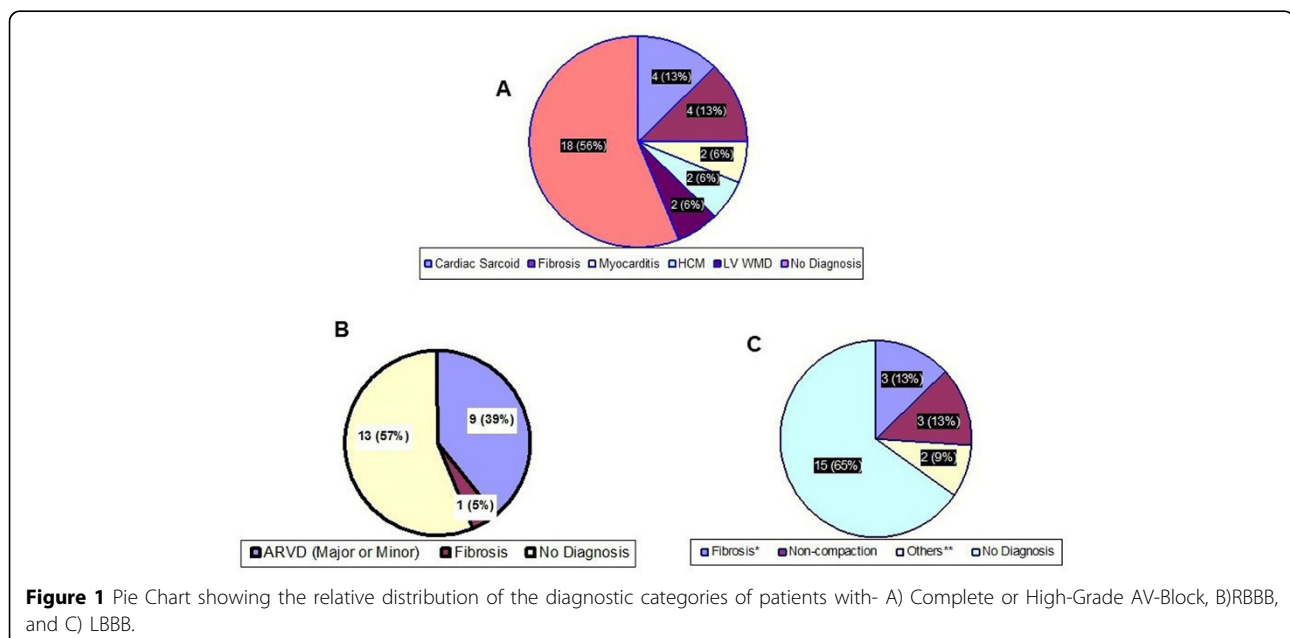 A
4 (13%)
4 (13%)
18 (56%)
2 (6%)
2 (6%)
2 (6%)
Cardiac Sarcoid Fibrosis Myocarditis HCM LV WMD No Diagnosis
B
9 (39%)
13 (57%)
1 (5%)
ARVD (Major or Minor) Fibrosis No Diagnosis
C
3 (13%)
3 (13%)
15 (65%)
2 (9%)
Fibrosis* Non-compaction Others** No Diagnosis
Figure 1 Pie Chart showing the relative distribution of the diagnostic categories of patients with- A) Complete or High-Grade AV-Block, B)RBBB,
and C) LBBB.